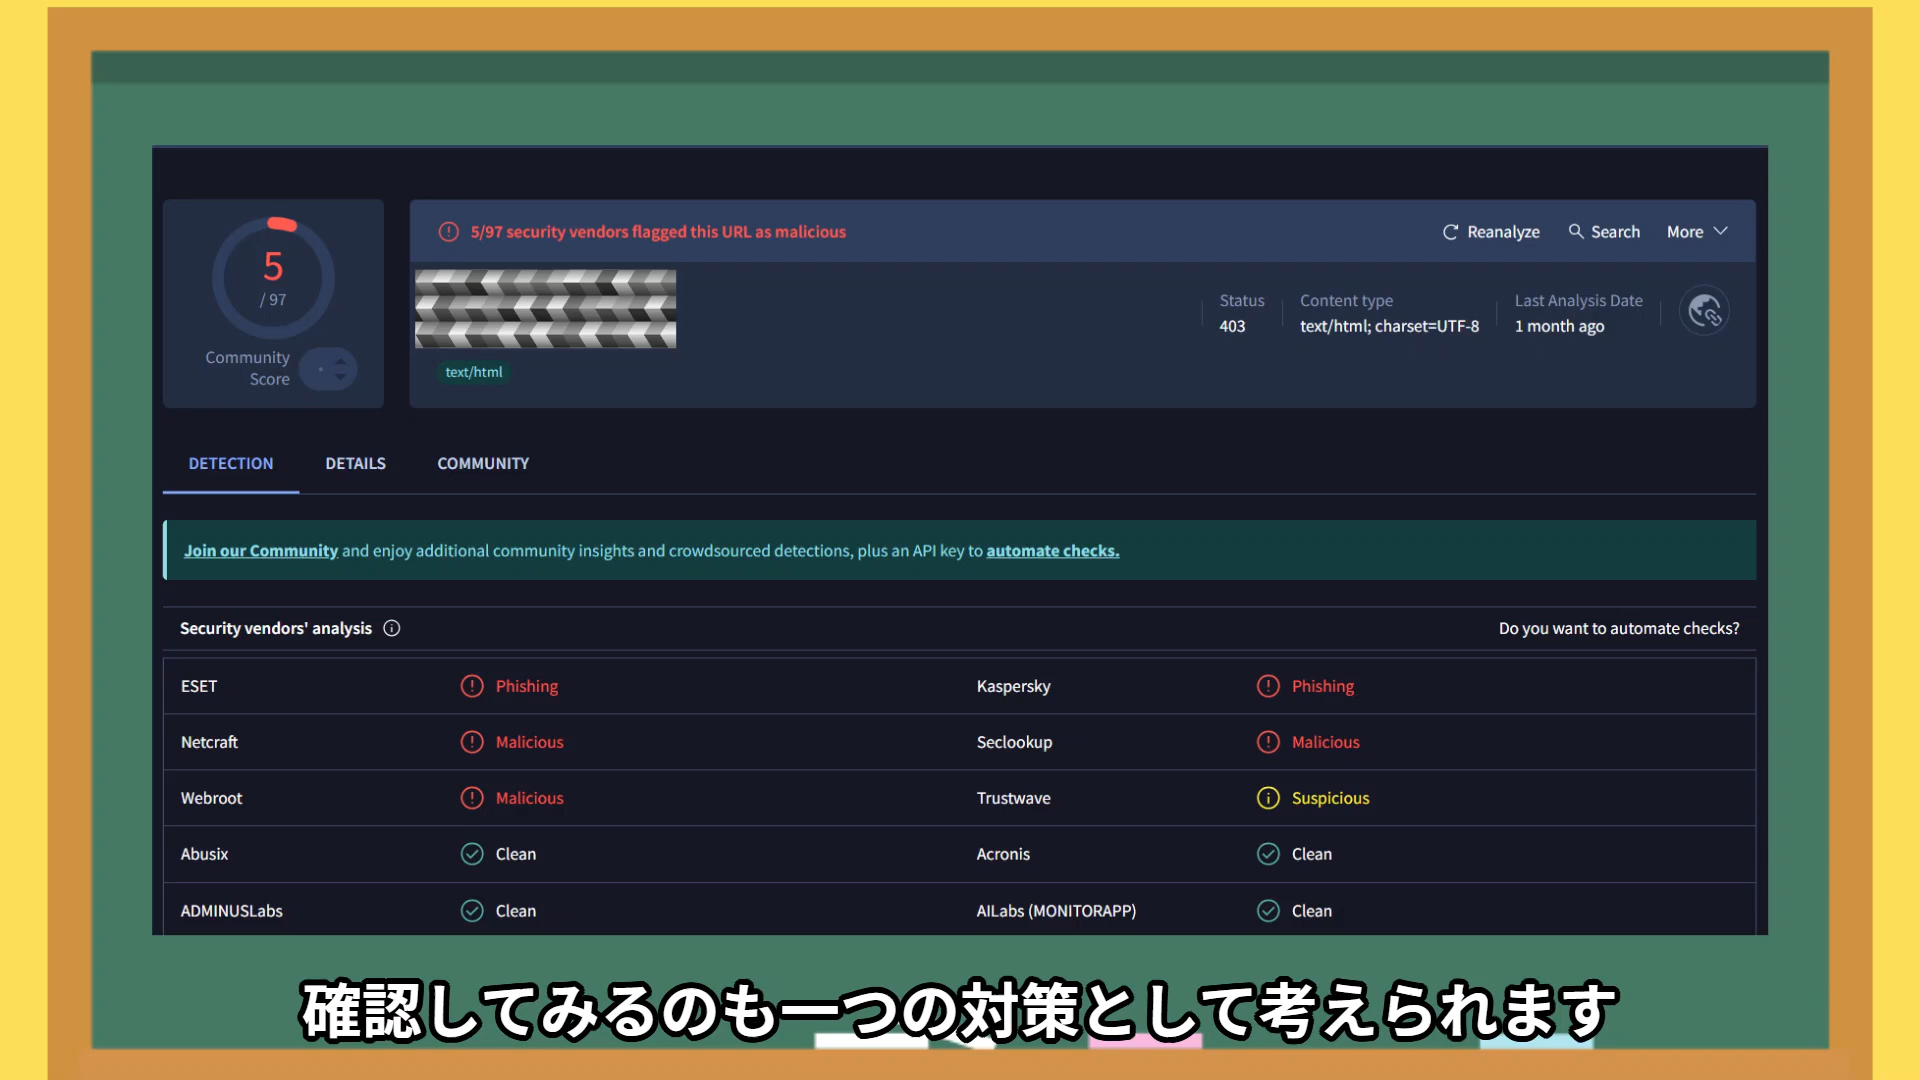 5
/ 97
Community
Score
5/97 security vendors flagged this URL as malicious
Reanalyze
Search
More
text/html
Status
403
Content type
text/html; charset=UTF-8
Last Analysis Date
1 month ago
DETECTION
DETAILS
COMMUNITY
Join our Community and enjoy additional community insights and crowdsourced detections, plus an API key to automate checks.
Security vendors' analysis
Do you want to automate checks?
ESET
Phishing
Kaspersky
Phishing
Netcraft
Malicious
Seclookup
Malicious
Webroot
Malicious
Trustwave
Suspicious
Abusix
Clean
Acronis
Clean
ADMINUSLabs
Clean
AILabs (MONITORAPP)
Clean
確認してみるのも一つの対策として考えられます